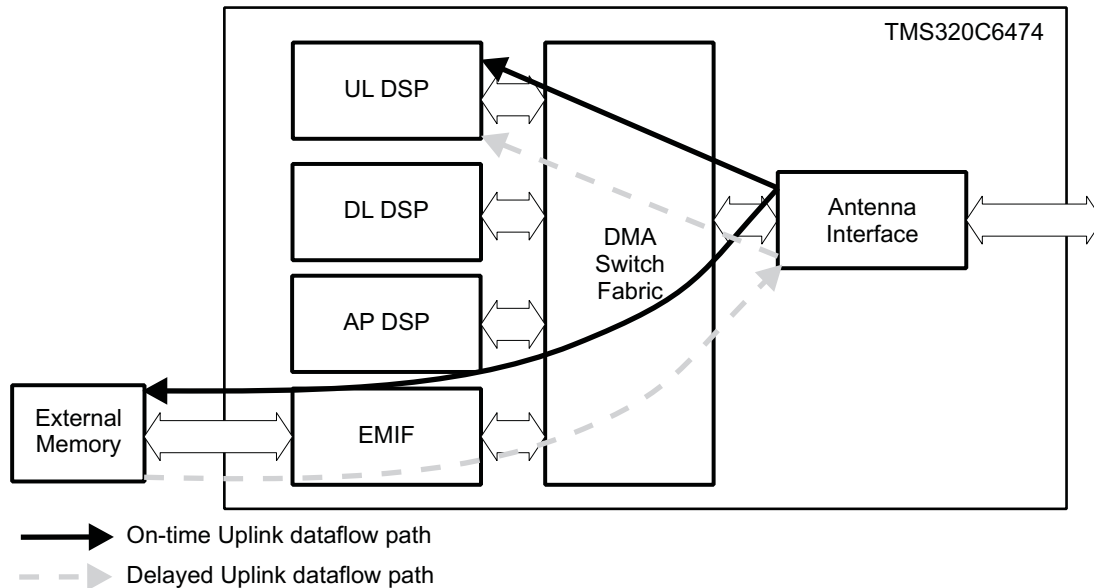 TMS320C6474
UL DSP
DL DSP
AP DSP
EMIF
DMA
Switch
Fabric
Antenna
Interface
External
Memory
On-time Uplink dataflow path
Delayed Uplink dataflow path